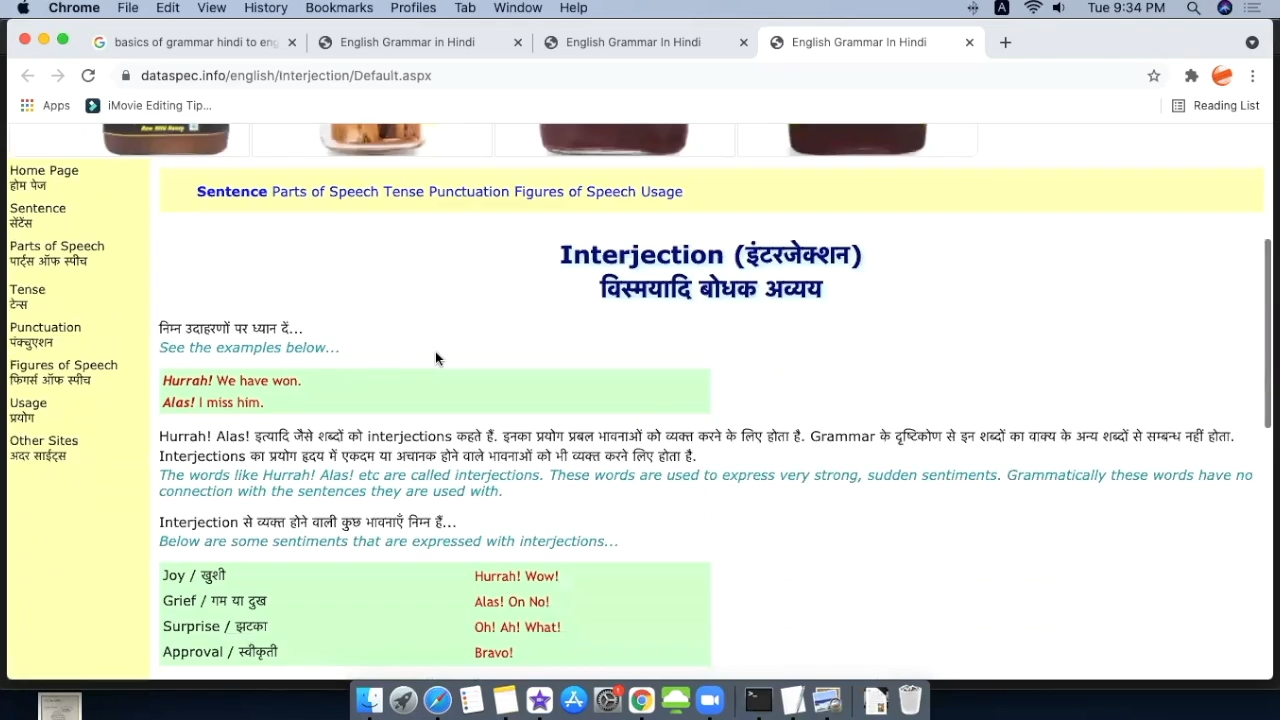 Chrome File Edit View History Bookmarks Profiles Tab Window Help A Tue 9:34 PM
basics of grammar hindi to eng English Grammar in Hindi English Grammar In Hindi English Grammar In Hindi
dataspec.info/english/Interjection/Default.aspx
Apps iMovie Editing Tip... Reading List
Raw With Honey
Home Page
होम पेज
Sentence
सेंटेंस
Parts of Speech
पार्ट्स ऑफ स्पीच
Tense
टेन्स
Punctuation
पंक्चुएशन
Figures of Speech
फिगर्स ऑफ स्पीच
Usage
प्रयोग
Other Sites
अदर साईट्स
Sentence Parts of Speech Tense Punctuation Figures of Speech Usage
Interjection (इंटरजेक्शन)
विस्मयादि बोधक अव्यय
निम्न उदाहरणों पर ध्यान दें...
See the examples below...
Hurrah! We have won.
Alas! I miss him.
Hurrah! Alas! इत्यादि जैसे शब्दों को interjections कहते हैं. इनका प्रयोग प्रबल भावनाओं को व्यक्त करने के लिए होता है. Grammar के दृष्टिकोण से इन शब्दों का वाक्य के अन्य शब्दों से सम्बन्ध नहीं होता.
Interjections का प्रयोग हृदय में एकदम या अचानक होने वाले भावनाओं को भी व्यक्त करने लिए होता है.
The words like Hurrah! Alas! etc are called interjections. These words are used to express very strong, sudden sentiments. Grammatically these words have no
connection with the sentences they are used with.
Interjection से व्यक्त होने वाली कुछ भावनाएँ निम्न हैं...
Below are some sentiments that are expressed with interjections...
Joy / खुशी Hurrah! Wow!
Grief / गम या दुख Alas! On No!
Surprise / झटका Oh! Ah! What!
Approval / स्वीकृती Bravo!
1